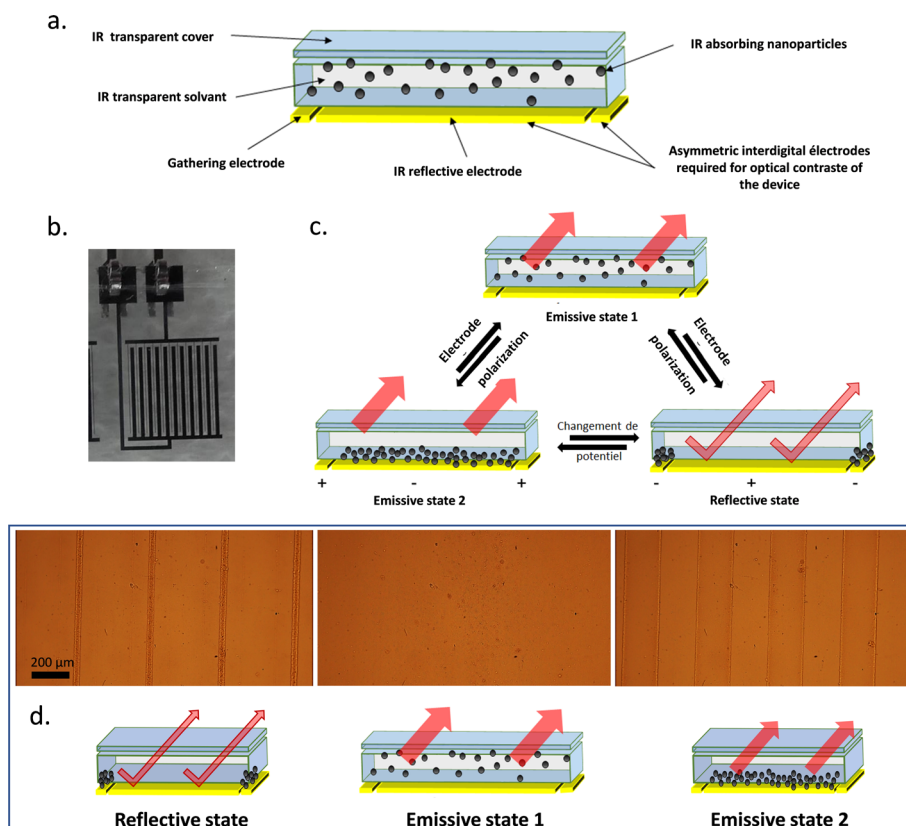 a.
IR transparent cover
IR absorbing nanoparticles
IR transparent solvant
Gathering electrode
IR reflective electrode
Asymmetric interdigital électrodes
required for optical contraste of
the device
b.
c.
Emissive state 1
Electrode
polarization
Electrode
polarization
Changement de
potentiel
+ - +
- + -
Emissive state 2
Reflective state
200 µm
d.
Reflective state
Emissive state 1
Emissive state 2